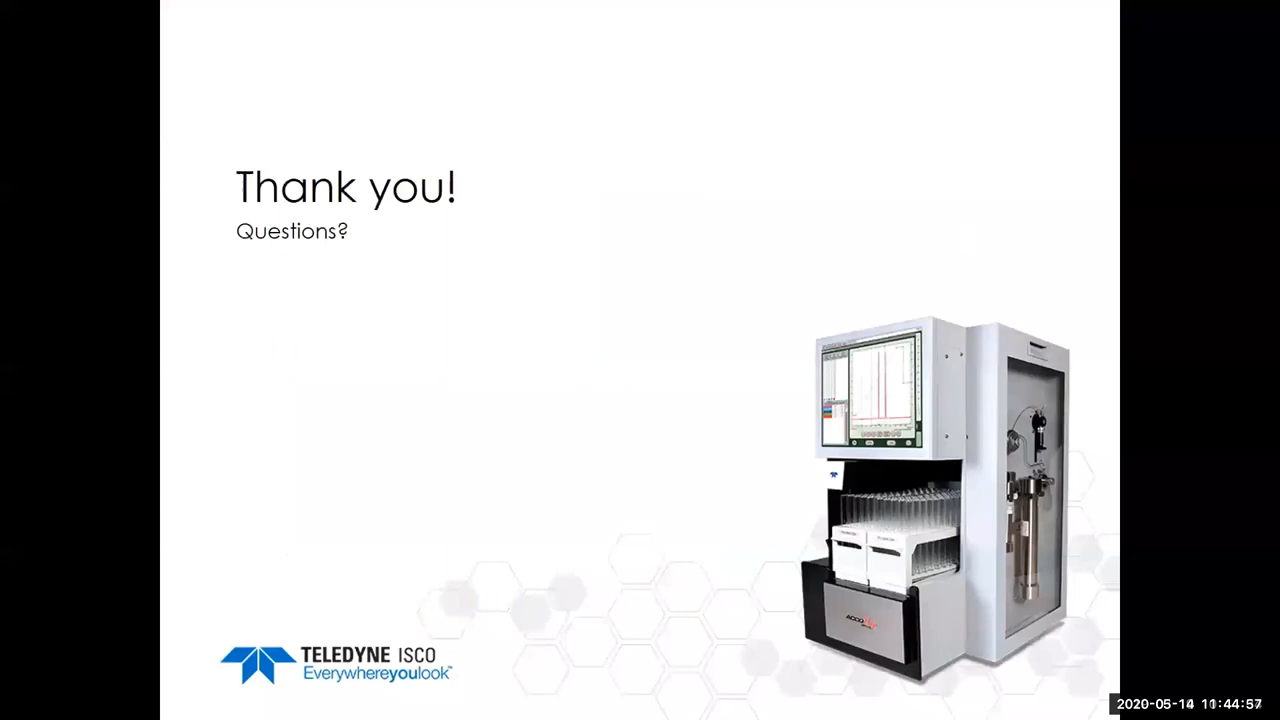 Thank you!
Questions?
TELEDYNE ISCO
Everywhereyoulook™
2020-05-14 11:44:57